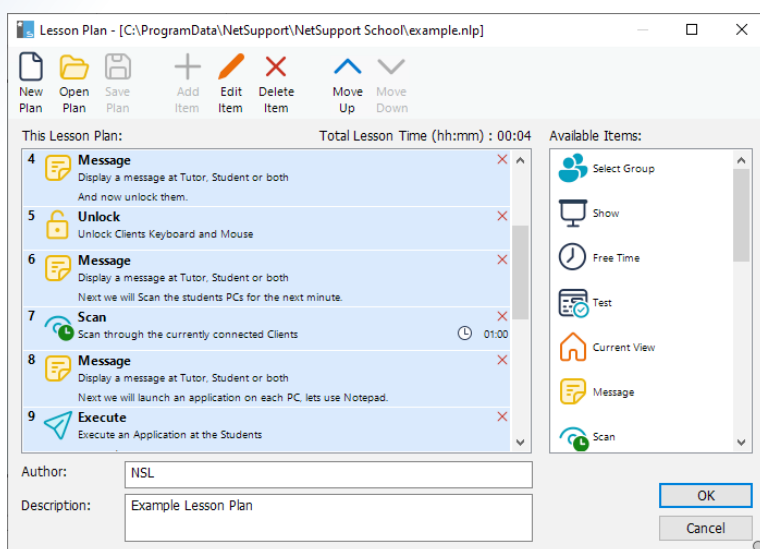 Lesson Plan - [C:\ProgramData\NetSupport\NetSupport School\example.nlp]
New Plan
Open Plan
Save Plan
Add Item
Edit Item
Delete Item
Move Up
Move Down
This Lesson Plan:
Total Lesson Time (hh:mm) : 00:04
4 Message
Display a message at Tutor, Student or both
And now unlock them.
5 Unlock
Unlock Clients Keyboard and Mouse
6 Message
Display a message at Tutor, Student or both
Next we will Scan the students PCs for the next minute.
7 Scan
Scan through the currently connected Clients 01:00
8 Message
Display a message at Tutor, Student or both
Next we will launch an application on each PC, lets use Notepad.
9 Execute
Execute an Application at the Students
Available Items:
Select Group
Show
Free Time
Test
Current View
Message
Scan
Author: NSL
Description: Example Lesson Plan
OK
Cancel